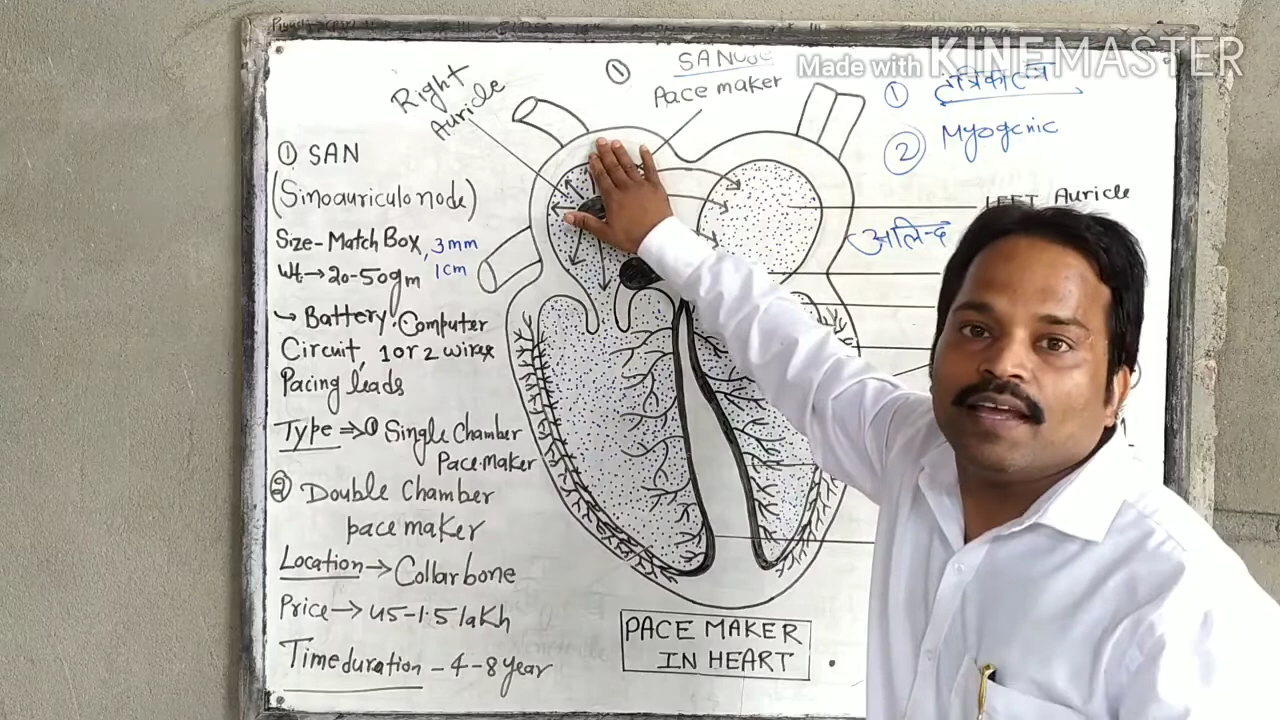 Made with KINEMASTER
Right
Auricle
① SANode
Pace maker
① तंत्रिकाजन्य
② Myogenic
LEFT Auricle
अलिन्द
① SAN
(Sinoauriculo node)
Size - Match Box, 3mm
Wt → 20-50gm 1cm
↳ Battery, Computer
Circuit, 1 or 2 wires
Pacing leads
Type ⇒ ① Single Chamber
Pace.maker
② Double Chamber
pace maker
Location → Collar bone
Price → 45-1.5 lakh
Time duration - 4-8 year
PACE MAKER
IN HEART